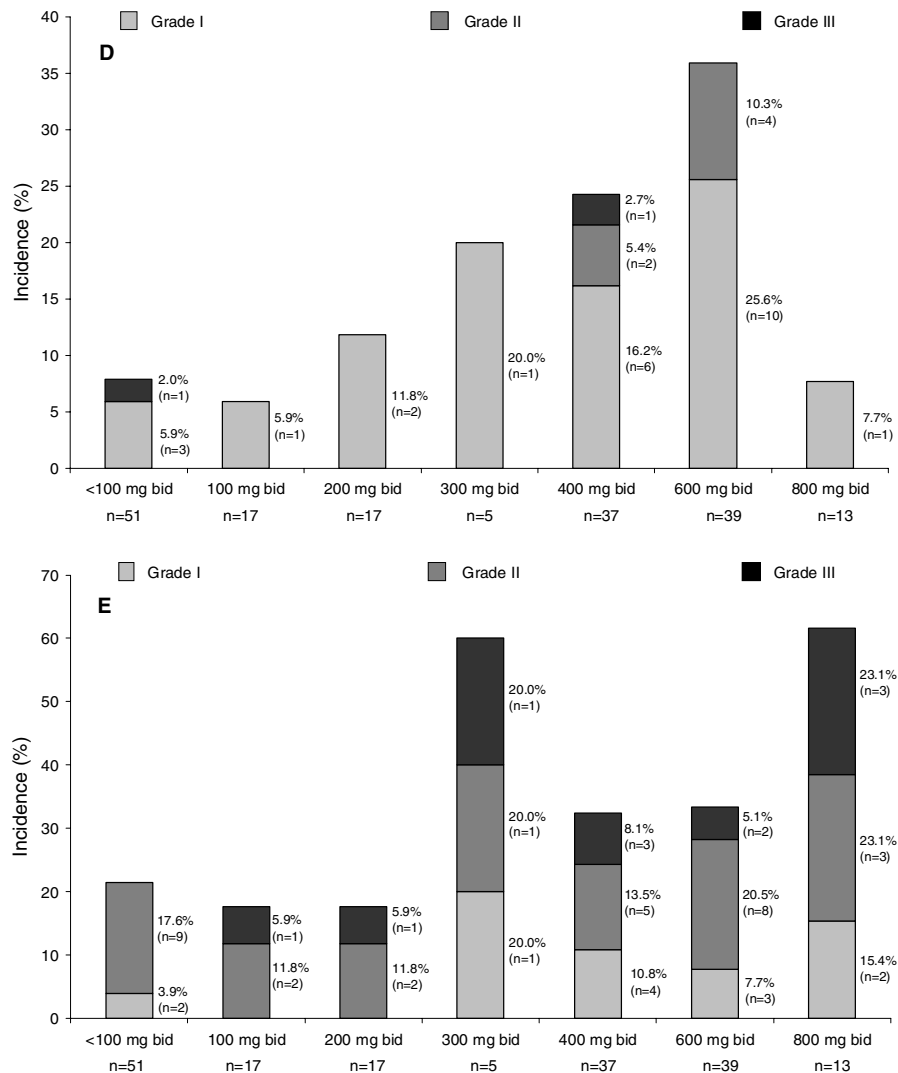 40
Grade I
Grade II
Grade III
D
35
10.3%
(n=4)
30
25
2.7%
(n=1)
5.4%
(n=2)
20
Incidence (%)
15
20.0%
(n=1)
16.2%
(n=6)
25.6%
(n=10)
10
2.0%
(n=1)
11.8%
(n=2)
5
5.9%
(n=3)
5.9%
(n=1)
7.7%
(n=1)
0
<100 mg bid 100 mg bid 200 mg bid 300 mg bid 400 mg bid 600 mg bid 800 mg bid
n=51 n=17 n=17 n=5 n=37 n=39 n=13
70
Grade I
Grade II
Grade III
E
60
23.1%
(n=3)
20.0%
(n=1)
50
40
Incidence (%)
30
20.0%
(n=1)
8.1%
(n=3)
5.1%
(n=2)
23.1%
(n=3)
20
17.6%
(n=9)
5.9%
(n=1)
5.9%
(n=1)
13.5%
(n=5)
20.5%
(n=8)
10
11.8%
(n=2)
11.8%
(n=2)
20.0%
(n=1)
10.8%
(n=4)
7.7%
(n=3)
15.4%
(n=2)
3.9%
(n=2)
0
<100 mg bid 100 mg bid 200 mg bid 300 mg bid 400 mg bid 600 mg bid 800 mg bid
n=51 n=17 n=17 n=5 n=37 n=39 n=13